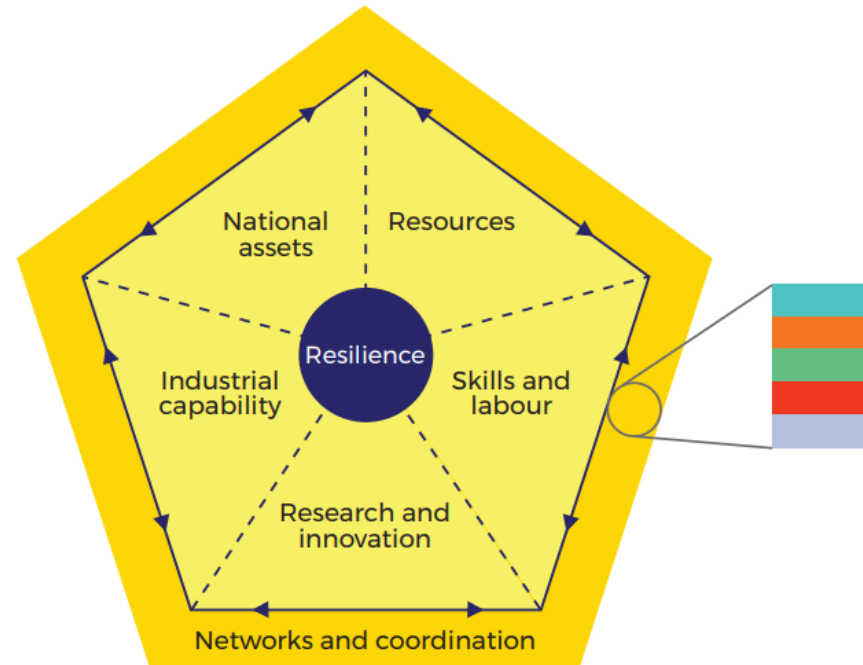 National
assets
Resources
Resilience
Industrial
capability
Skills and
labour
Research and
innovation
Networks and coordination